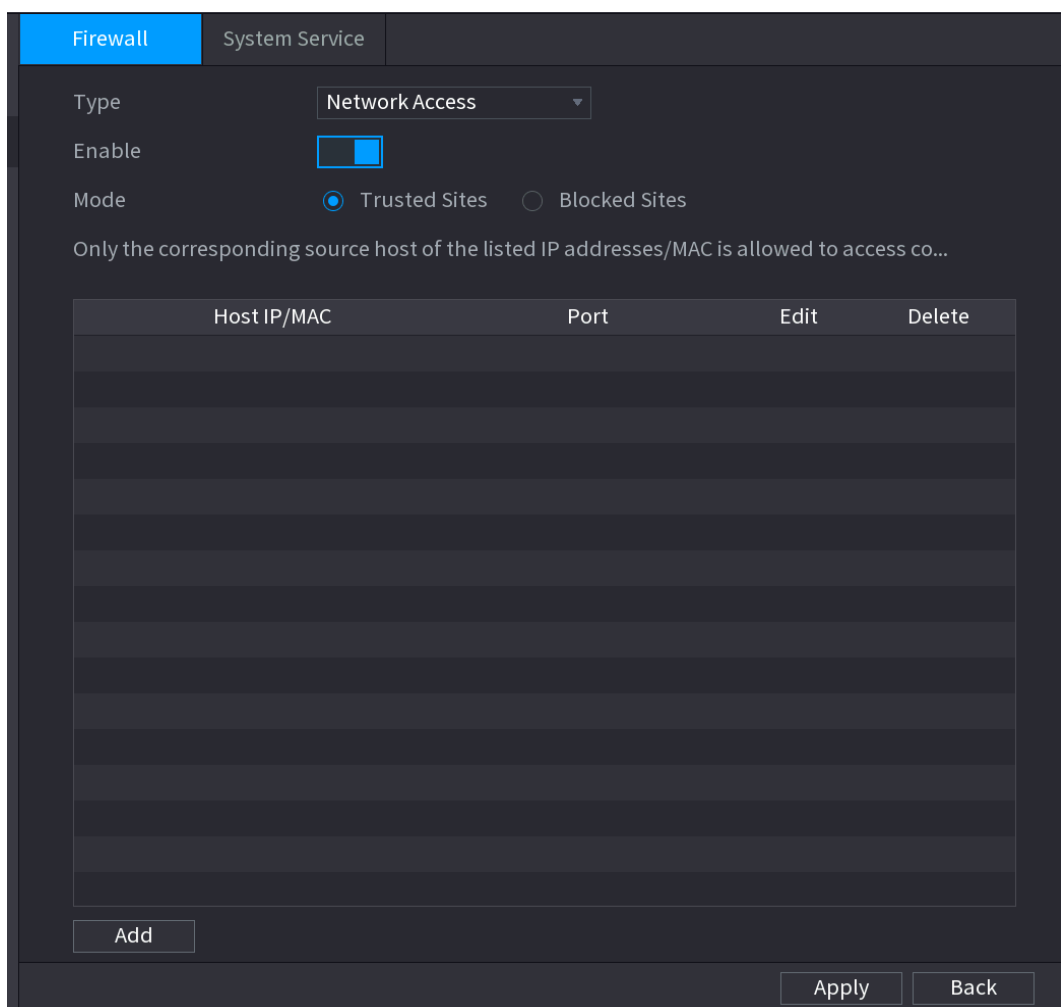 Firewall System Service
Type Network Access
Enable
Mode Trusted Sites Blocked Sites
Only the corresponding source host of the listed IP addresses/MAC is allowed to access co...
Host IP/MAC Port Edit Delete
Add
Apply Back